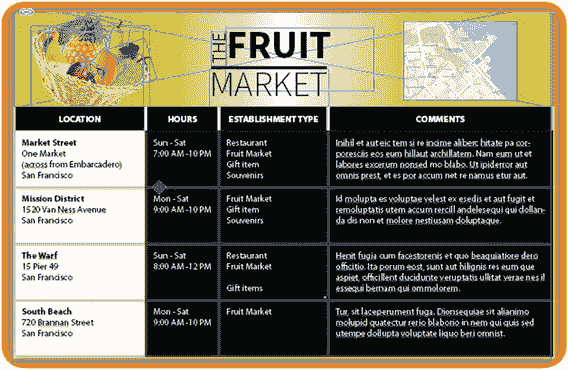 THE FRUIT
MARKET
LOCATION HOURS ESTABLISHMENT TYPE COMMENTS
Market Street
One Market
(across from Embarcadero)
San Francisco
Sun - Sat
7:00 AM -10 PM
Restaurant
Fruit Market
Gift item
Souvenirs
Inihil et aut eic tem si re incime aliberc hitate pa cor-
poresciis eos eum hillaut archillatem. Nam eum ut et
labores excerum nonsed mo blabo. Ut ipiderror aut
omnis prest, et es por accum net re namus etur aut.
Mission District
1520 Van Ness Avenue
San Francisco
Mon - Sat
9:00 AM -10 PM
Fruit Market
Gift item
Souvenirs
Id molupta es voluptae velest ex esedis et aut fugit et
remoluptatis utem accum rercill andelesequi qui dollan-
da dis non et molore nestiusam doluptaque.
The Warf
15 Pier 49
San Francisco
Sun - Sat
8:00 AM -12 PM
Restaurant
Fruit Market
Gift items
Henit fugia cum facestorenis et quo beaquiatire dero
officitio. Ita porum eost, sunt aut hilignis res eum que
aspiet, officillent ducidunte veruptatis ullitat verae nes il
essequi bernam qui ommolorem.
South Beach
720 Brannan Street
San Francisco
Mon - Sat
9:00 AM -10 PM
Fruit Market
Tur, sit laceperument fuga. Dionsequiae sit alianimo
molupid quatectur rerio blaborio in nem qui quis sed
utempe dollupta voluptate liquo beri omnist.